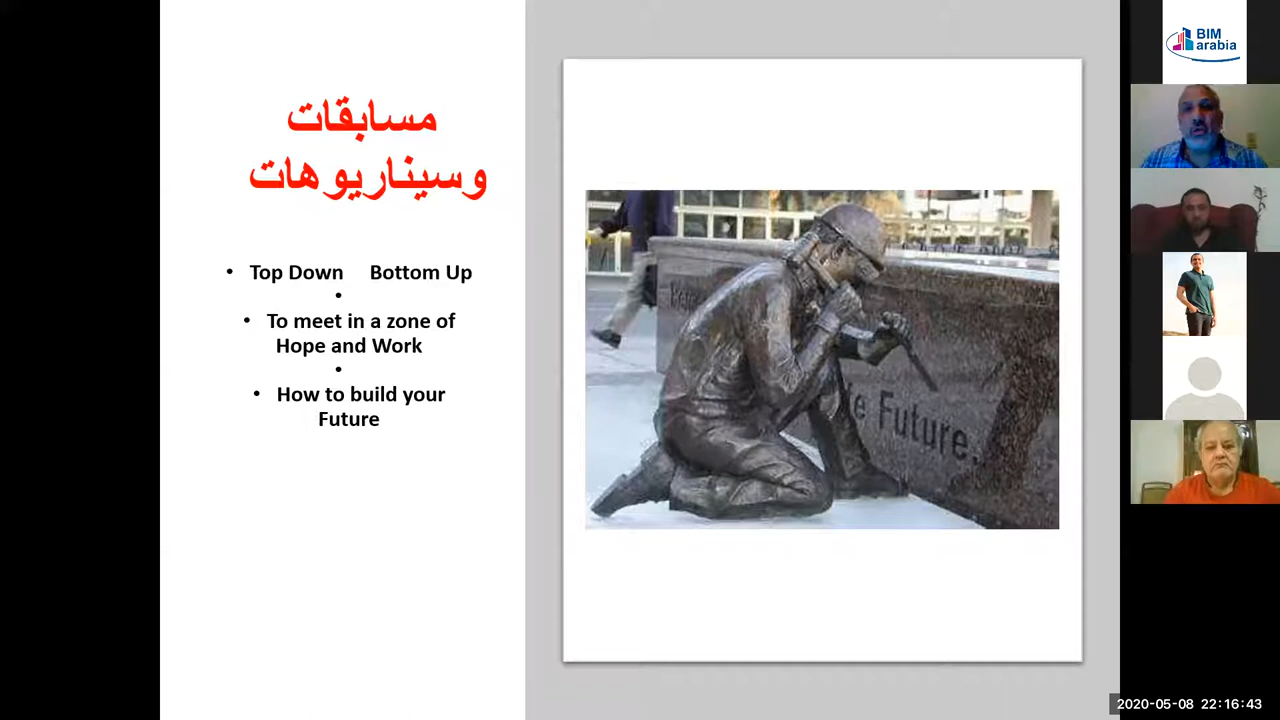 مسابقات
وسيناريوهات
• Top Down Bottom Up
•
• To meet in a zone of
Hope and Work
•
• How to build your
Future
e Future.
BIM
arabia
2020-05-08 22:16:43